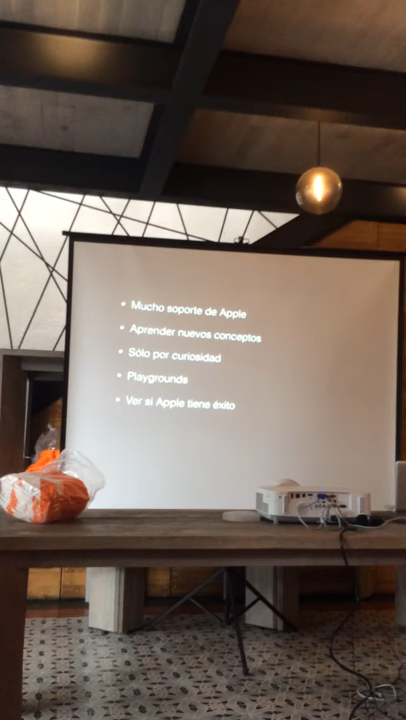 • Mucho soporte de Apple
• Aprender nuevos conceptos
• Sólo por curiosidad
• Playgrounds
• Ver si Apple tiene éxito